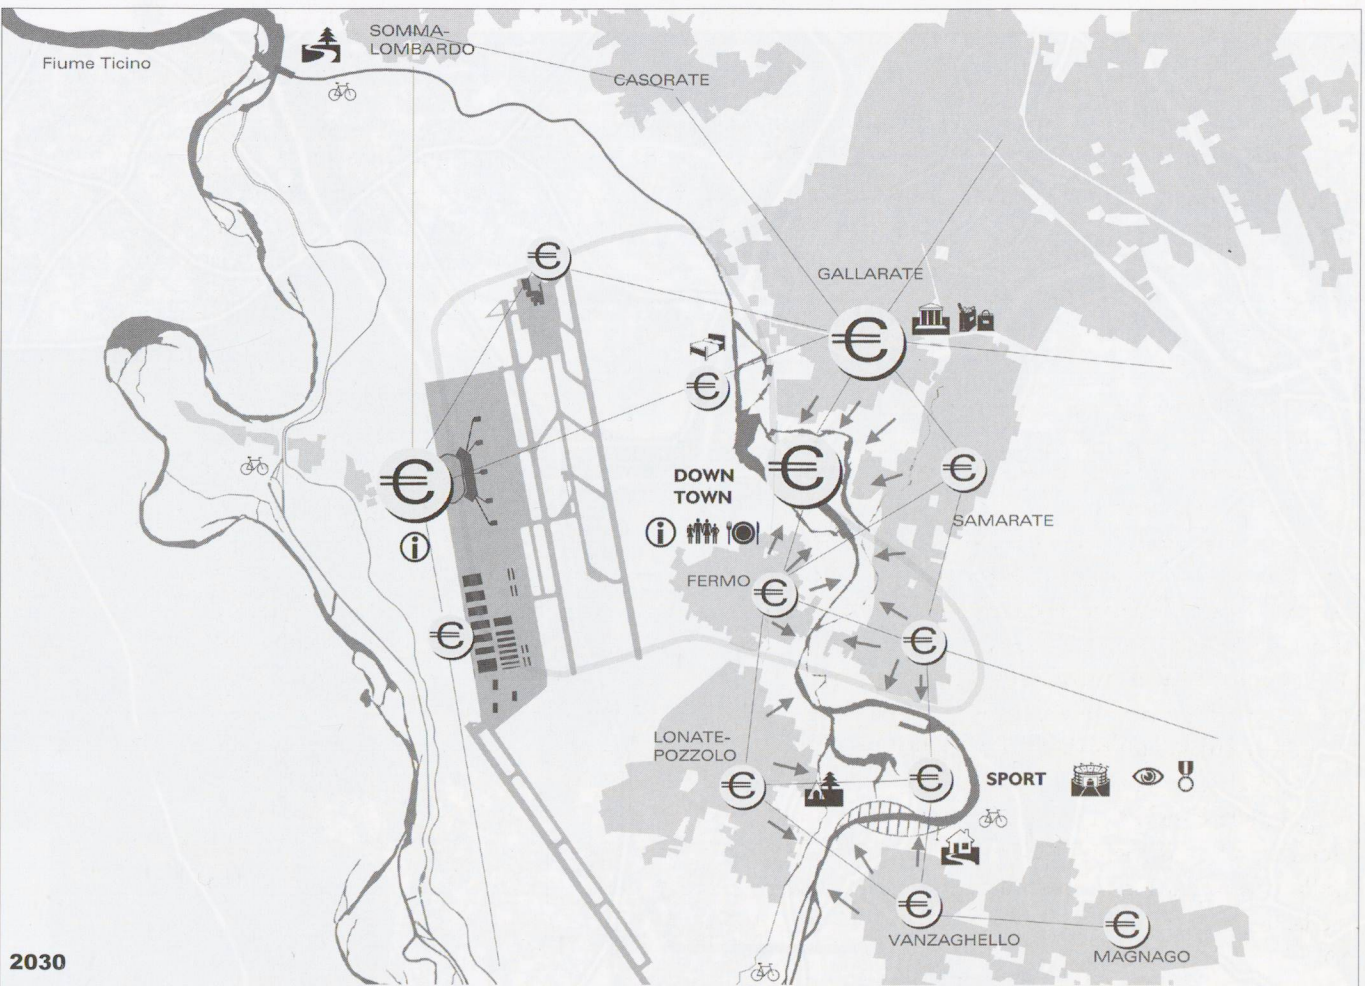 SOMMA-
LOMBARDO
Fiume Ticino
CASORATE
GALLARATE
€
€
€
€
DOWN
TOWN
€
€
€
i
SAMARATE
i
FERMO
€
€
€
LONATE-
POZZOLO
€
€
SPORT
€
€
VANZAGHELLO
MAGNAGO
2030